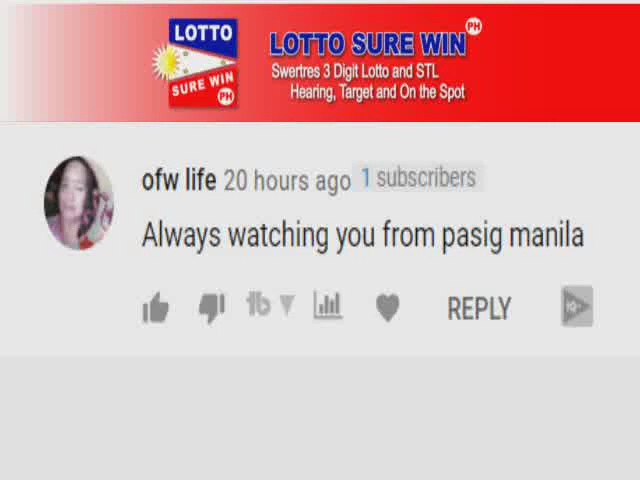 LOTTO
SURE WIN
PH
LOTTO SURE WIN PH
Swertres 3 Digit Lotto and STL
Hearing, Target and On the Spot
ofw life 20 hours ago 1 subscribers
Always watching you from pasig manila
REPLY